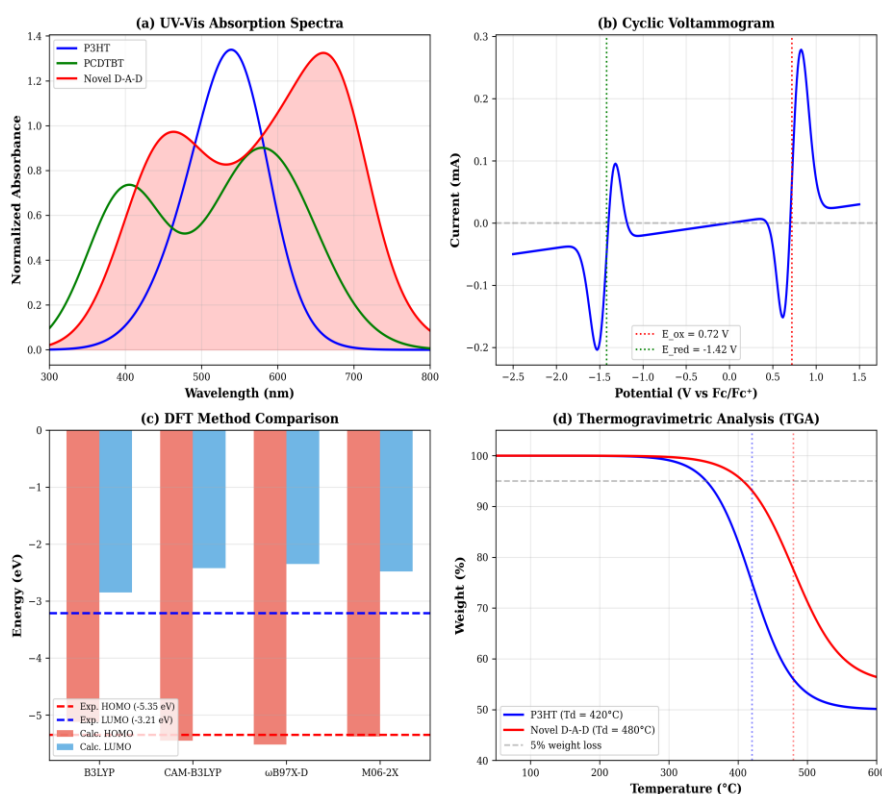 (a) UV-Vis Absorption Spectra
P3HT
PCDTBT
Novel D-A-D
Normalized Absorbance
1.4
1.2
1.0
0.8
0.6
0.4
0.2
0.0
300 400 500 600 700 800
Wavelength (nm)
(b) Cyclic Voltammogram
Current (mA)
0.3
0.2
0.1
0.0
−0.1
−0.2
E_ox = 0.72 V
E_red = -1.42 V
−2.5 −2.0 −1.5 −1.0 −0.5 0.0 0.5 1.0 1.5
Potential (V vs Fc/Fc⁺)
(c) DFT Method Comparison
Energy (eV)
0
−1
−2
−3
−4
−5
Exp. HOMO (-5.35 eV)
Exp. LUMO (-3.21 eV)
Calc. HOMO
Calc. LUMO
B3LYP CAM-B3LYP ωB97X-D M06-2X
(d) Thermogravimetric Analysis (TGA)
Weight (%)
110
100
90
80
70
60
50
40
P3HT (Td = 420°C)
Novel D-A-D (Td = 480°C)
5% weight loss
100 200 300 400 500 600
Temperature (°C)